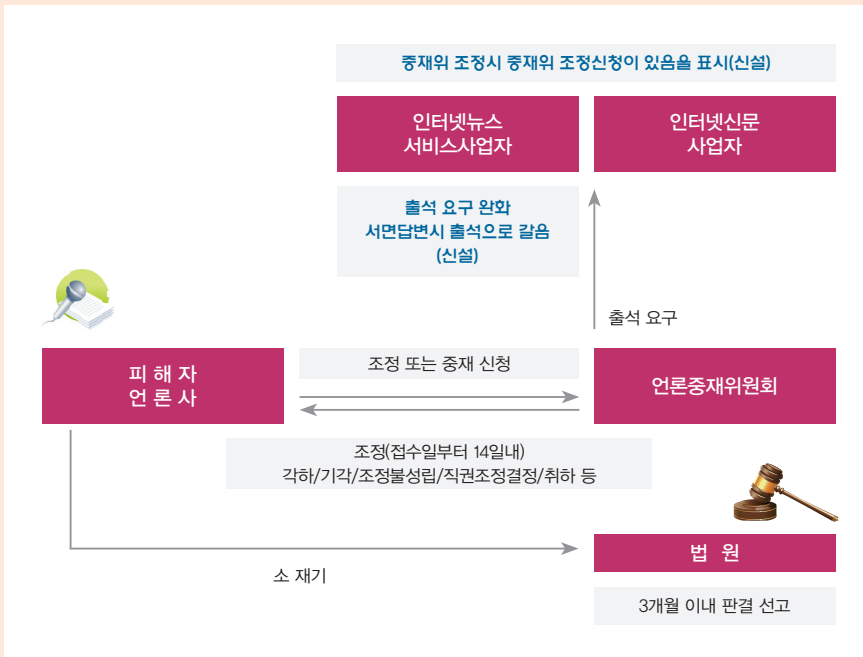 중재위 조정시 중재위 조정신청이 있음을 표시(신설)
인터넷뉴스
서비스사업자
인터넷신문
사업자
출석 요구 완화
서면답변시 출석으로 갈음
(신설)
출석 요구
피 해 자
언 론 사
조정 또는 중재 신청
언론중재위원회
조정(접수일부터 14일내)
각하/기각/조정불성립/직권조정결정/취하 등
법 원
소 재기
3개월 이내 판결 선고